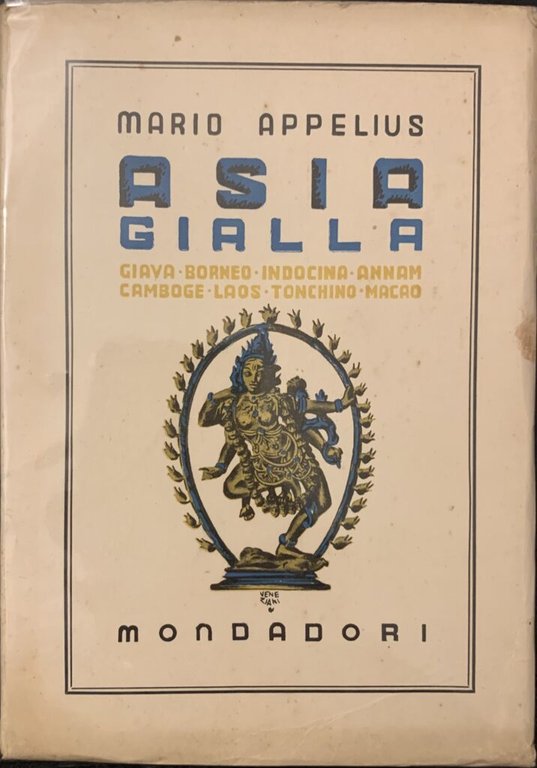 MARIO APPELIUS
ASIA
GIALLA
GIAVA·BORNEO·INDOCINA·ANNAM
CAMBOGE·LAOS·TONCHINO·MACAO
VENE
ZIANI
MONDADORI